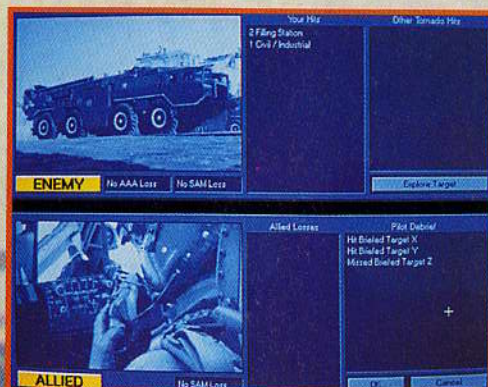 Your Hits
Other Tornado Hits
2 Filling Station
1 Civil / Industrial
ENEMY
No AAA Loss
No SAM Loss
Explore Target
Allied Losses
Pilot Debrief
Hit Briefed Target X
Hit Briefed Target Y
Missed Briefed Target Z
ALLIED
No SAM Loss
Cancel